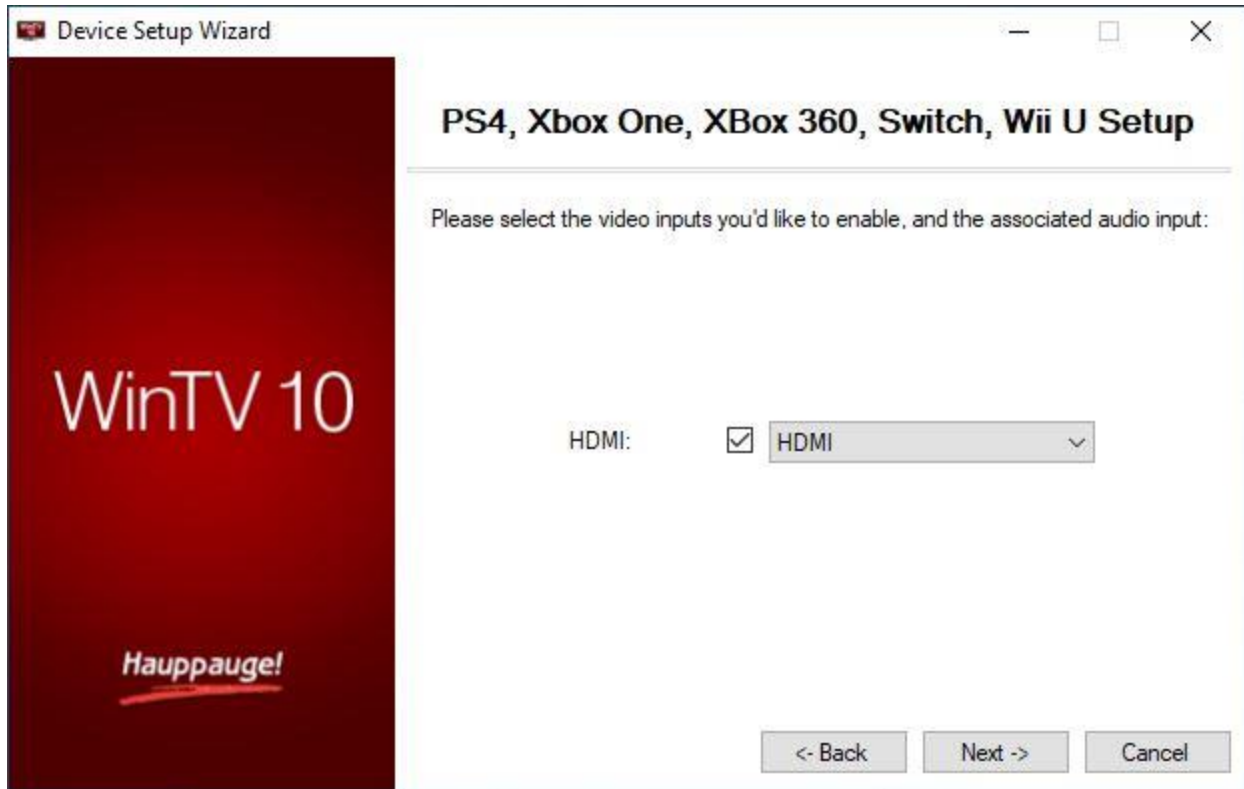 Device Setup Wizard
PS4, Xbox One, XBox 360, Switch, Wii U Setup
Please select the video inputs you'd like to enable, and the associated audio input:
WinTV 10
HDMI: HDMI
Hauppauge!
<- Back Next -> Cancel